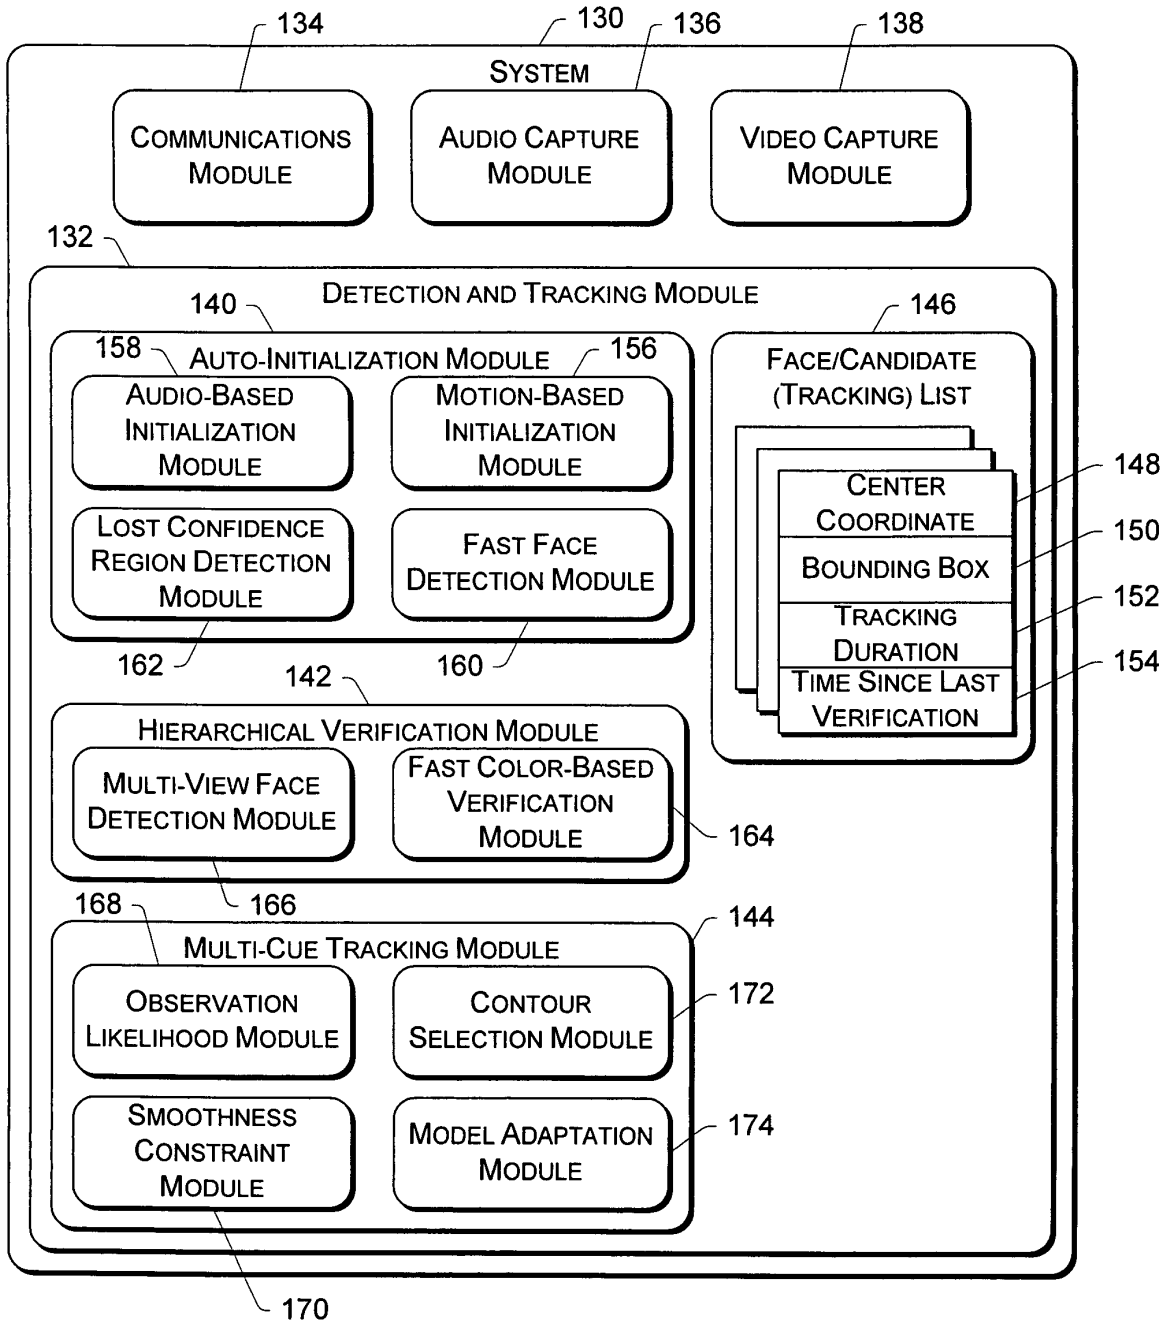 134
130
136
138
SYSTEM
COMMUNICATIONS
MODULE
AUDIO CAPTURE
MODULE
VIDEO CAPTURE
MODULE
132
DETECTION AND TRACKING MODULE
140
146
158
AUTO-INITIALIZATION MODULE
156
AUDIO-BASED
INITIALIZATION
MODULE
MOTION-BASED
INITIALIZATION
MODULE
LOST CONFIDENCE
REGION DETECTION
MODULE
FAST FACE
DETECTION MODULE
162
160
FACE/CANDIDATE
(TRACKING) LIST
CENTER
COORDINATE
148
BOUNDING BOX
150
TRACKING
DURATION
152
TIME SINCE LAST
VERIFICATION
154
142
HIERARCHICAL VERIFICATION MODULE
MULTI-VIEW FACE
DETECTION MODULE
FAST COLOR-BASED
VERIFICATION
MODULE
164
166
168
144
MULTI-CUE TRACKING MODULE
OBSERVATION
LIKELIHOOD MODULE
CONTOUR
SELECTION MODULE
172
SMOOTHNESS
CONSTRAINT
MODULE
MODEL ADAPTATION
MODULE
174
170